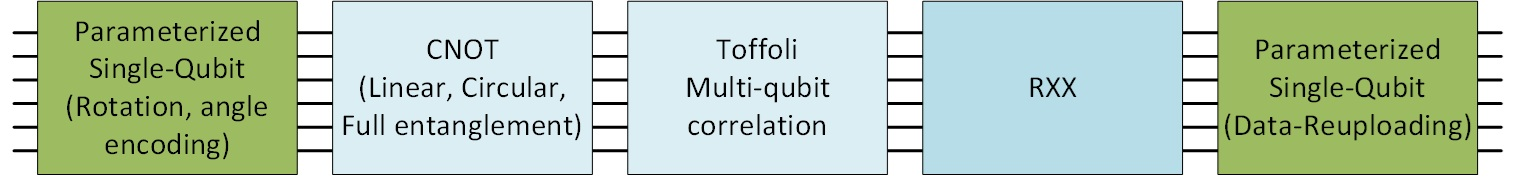 Parameterized
Single-Qubit
(Rotation, angle
encoding)
CNOT
(Linear, Circular,
Full entanglement)
Toffoli
Multi-qubit
correlation
RXX
Parameterized
Single-Qubit
(Data-Reuploading)